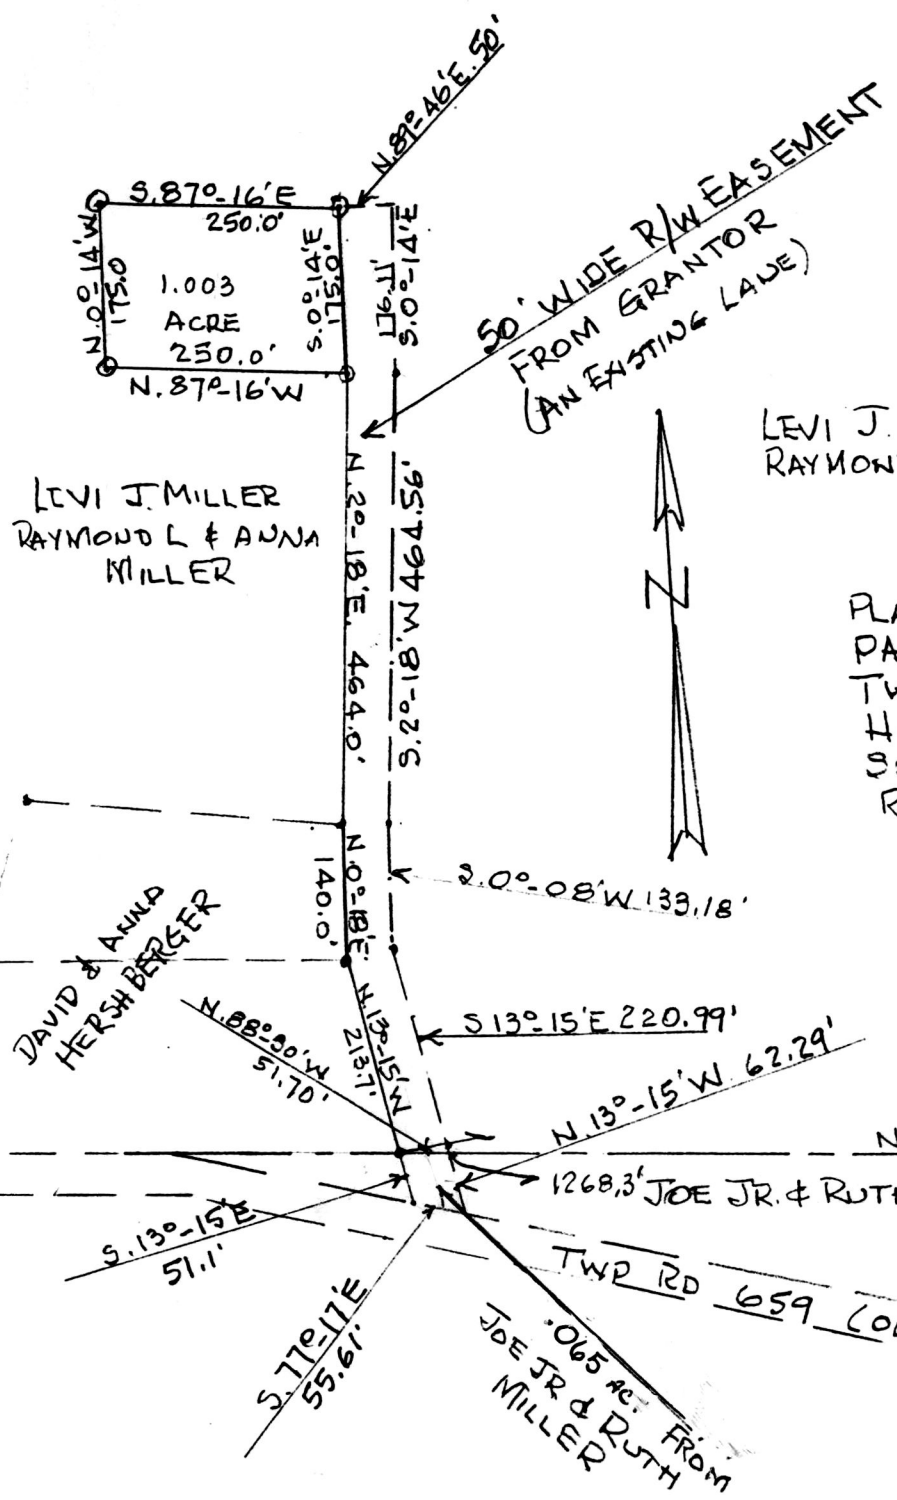 N.89°-46'E.50'
S.87°-16'E
250.0'
N.0°-14'W
175.0
1.003
ACRE
250.0'
N.87°-16'W
S.0°-14'E
175.0'
176.11'
S.0°-14'E
50' WIDE R/W EASEMENT
FROM GRANTOR
(AN EXISTING LANE)
LEVI J.
RAYMON
LEVI J. MILLER
RAYMOND L & ANNA
MILLER
N.2°-18'E. 464.0'
S.2°-18'W 464.56'
N
PLA
PA
TW
H
S
R
N.0°-18'E.
140.0'
S.0°-08'W 133.18'
DAVID & ANNA
HERSHBERGER
N.88°-30'W
51.70'
N.13°-15'W
213.7'
S 13°-15'E 220.99'
N.13°-15'W 62.29'
N
1268.3' JOE JR. & RUTH
S.13°-15'E
51.1'
TWP RD 659 (OL
S.77°-17'E
55.61'
.065 AC. FROM
JOE JR & RUTH
MILLER